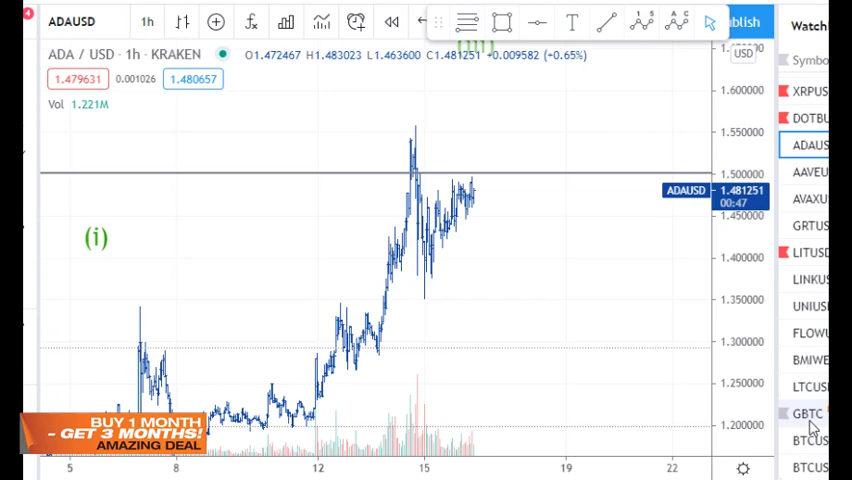 4
ADAUSD 1h
ublish
Watch
ADA / USD · 1h · KRAKEN O1.472467 H1.483023 L1.463600 C1.481251 +0.009582 (+0.65%)
USD
Symbo
1.479631 0.001026 1.480657
Vol 1.221M
1.600000
1.550000
1.500000
ADAUSD 1.481251
00:47
1.450000
1.400000
1.350000
1.300000
1.250000
1.200000
(i)
XRPUS
DOTBU
ADAUS
AAVEU
AVAXU
GRTUS
LITUSD
LINKUS
UNIUS
FLOWU
BMIWE
LTCUS
GBTC
BTCUS
BTCUS
BUY 1 MONTH
- GET 3 MONTHS!
AMAZING DEAL
5 8 12 15 19 22